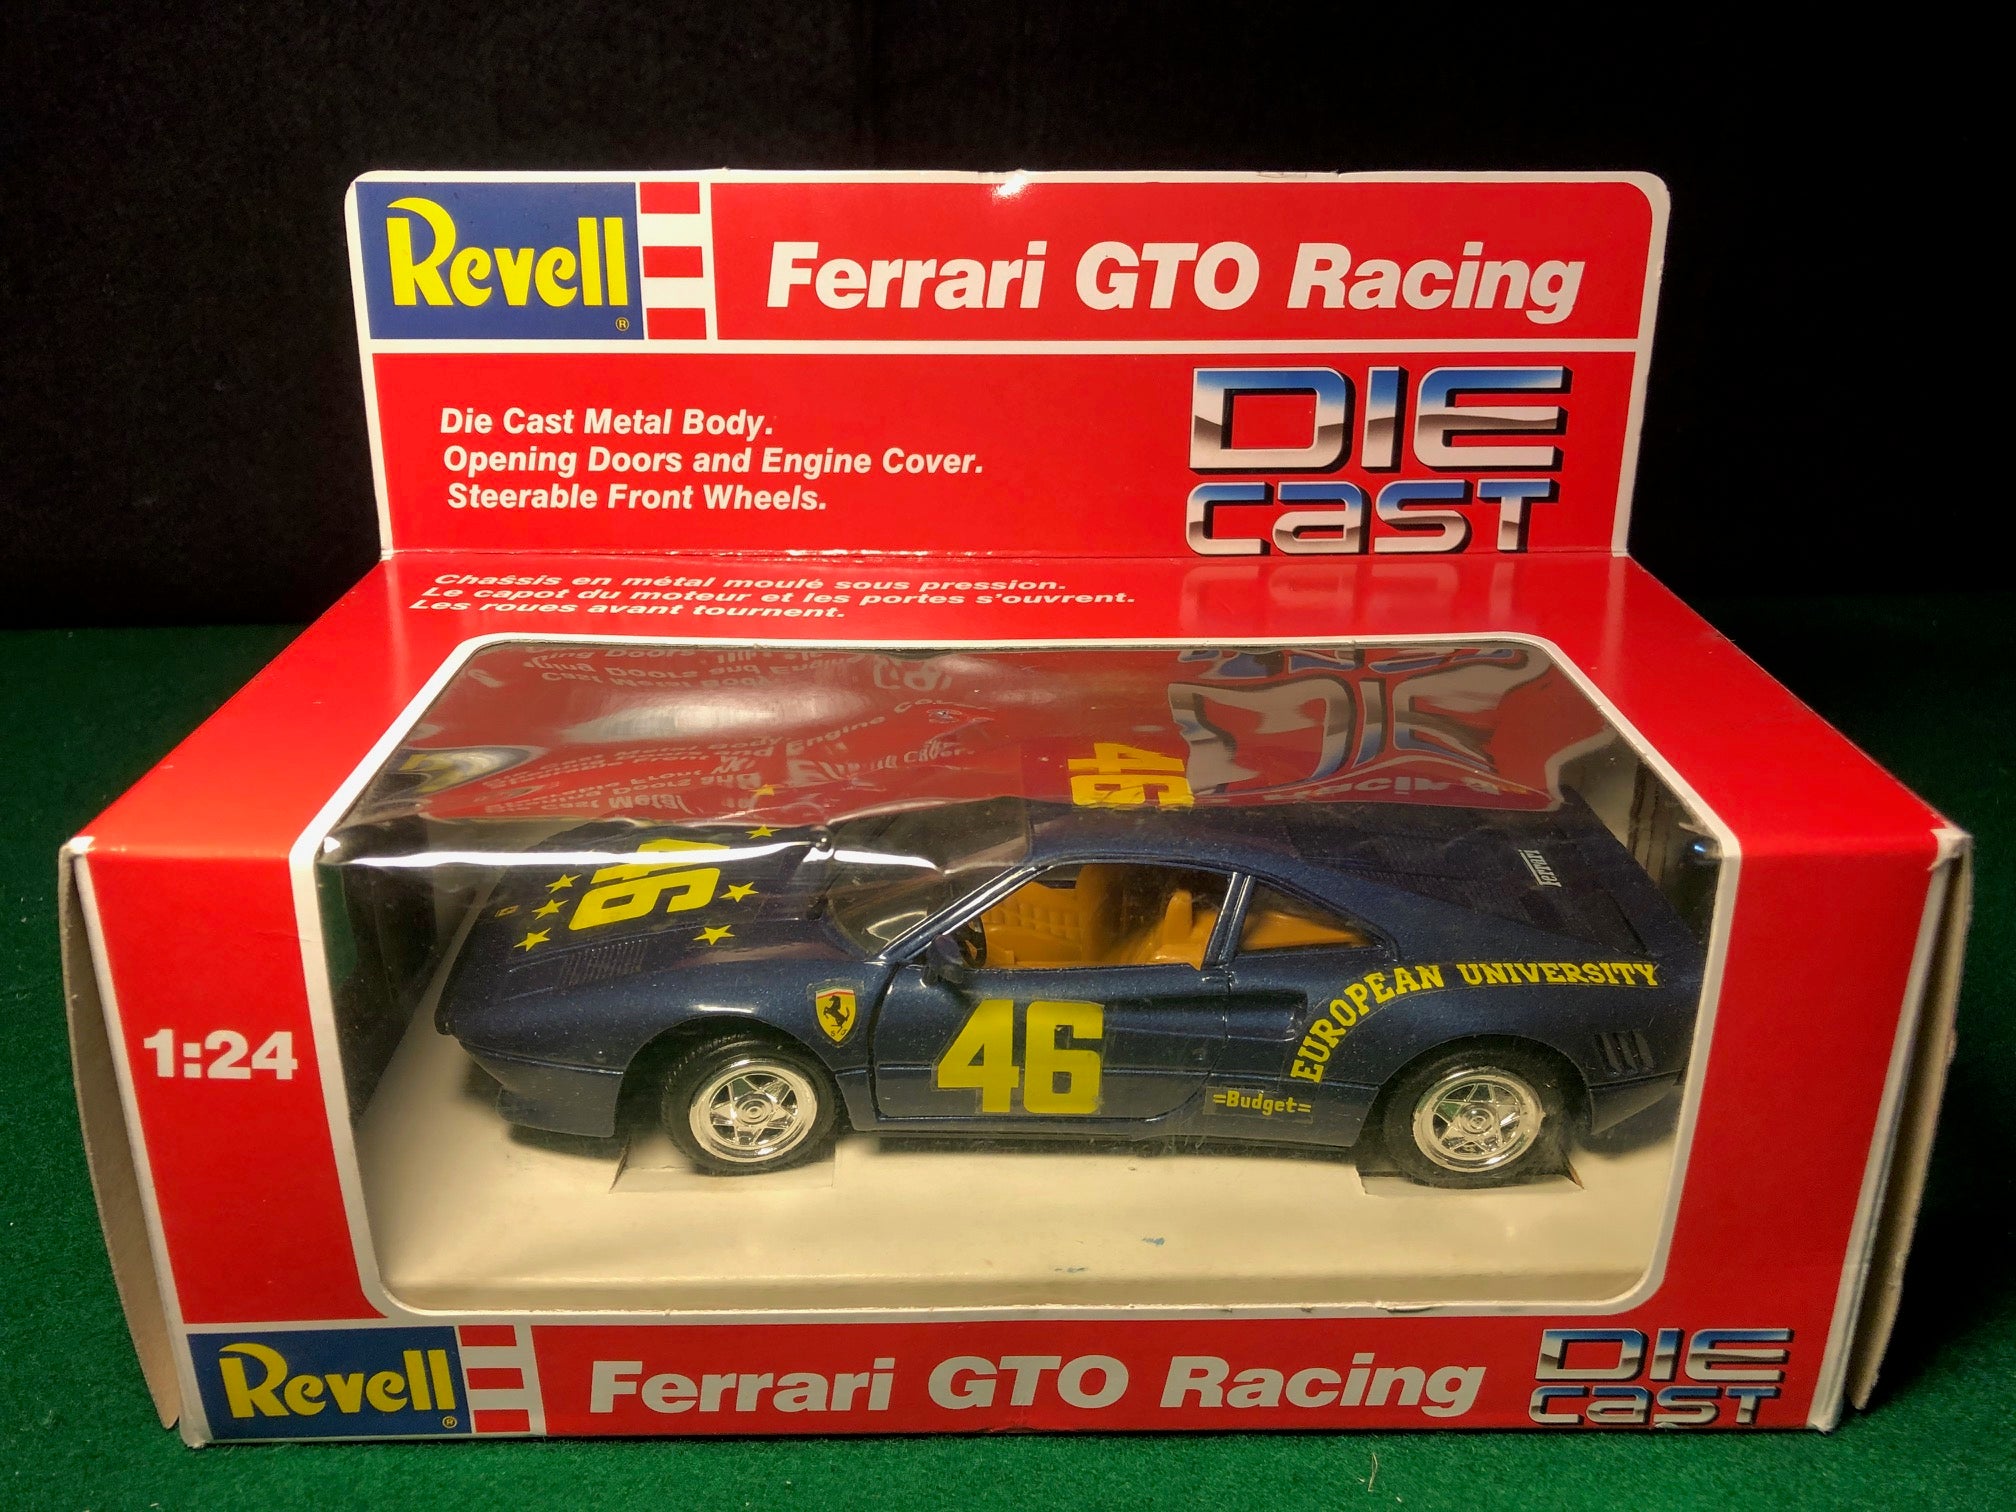 Revell
®
Ferrari GTO Racing
Die Cast Metal Body.
Opening Doors and Engine Cover.
Steerable Front Wheels.
DIE
CAST
Chassis en métal moulé sous pression.
Le capot du moteur et les portes s'ouvrent.
Les roues avant tournent.
46
46
Ferrari
EUROPEAN UNIVERSITY
46
=Budget=
1:24
Revell
®
Ferrari GTO Racing
DIE
CAST